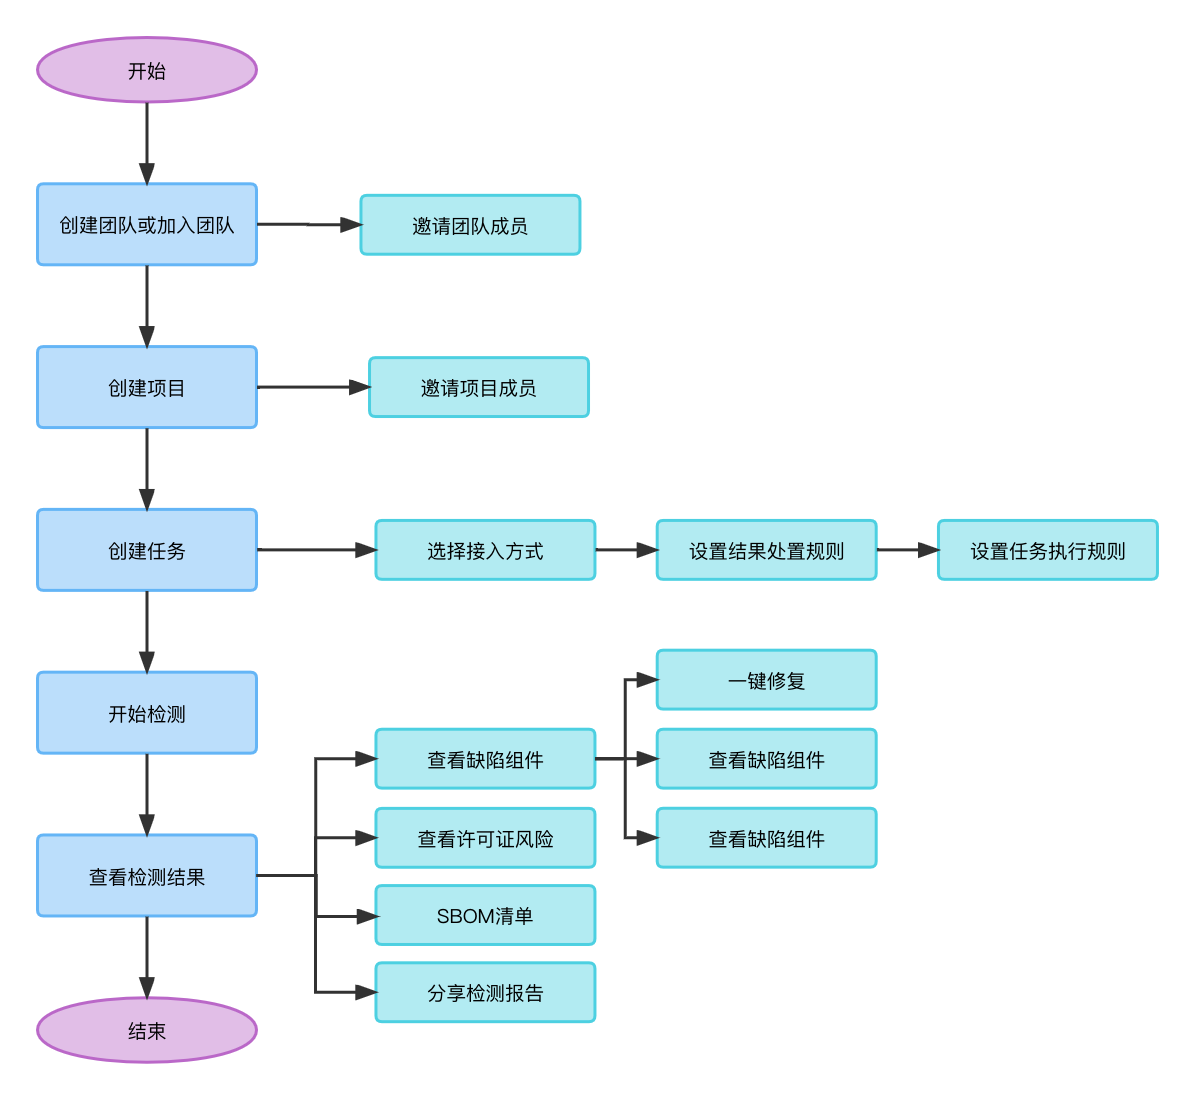 开始
创建团队或加入团队
邀请团队成员
创建项目
邀请项目成员
创建任务
选择接入方式
设置结果处置规则
设置任务执行规则
开始检测
一键修复
查看缺陷组件
查看缺陷组件
查看许可证风险
查看缺陷组件
查看检测结果
SBOM清单
分享检测报告
结束